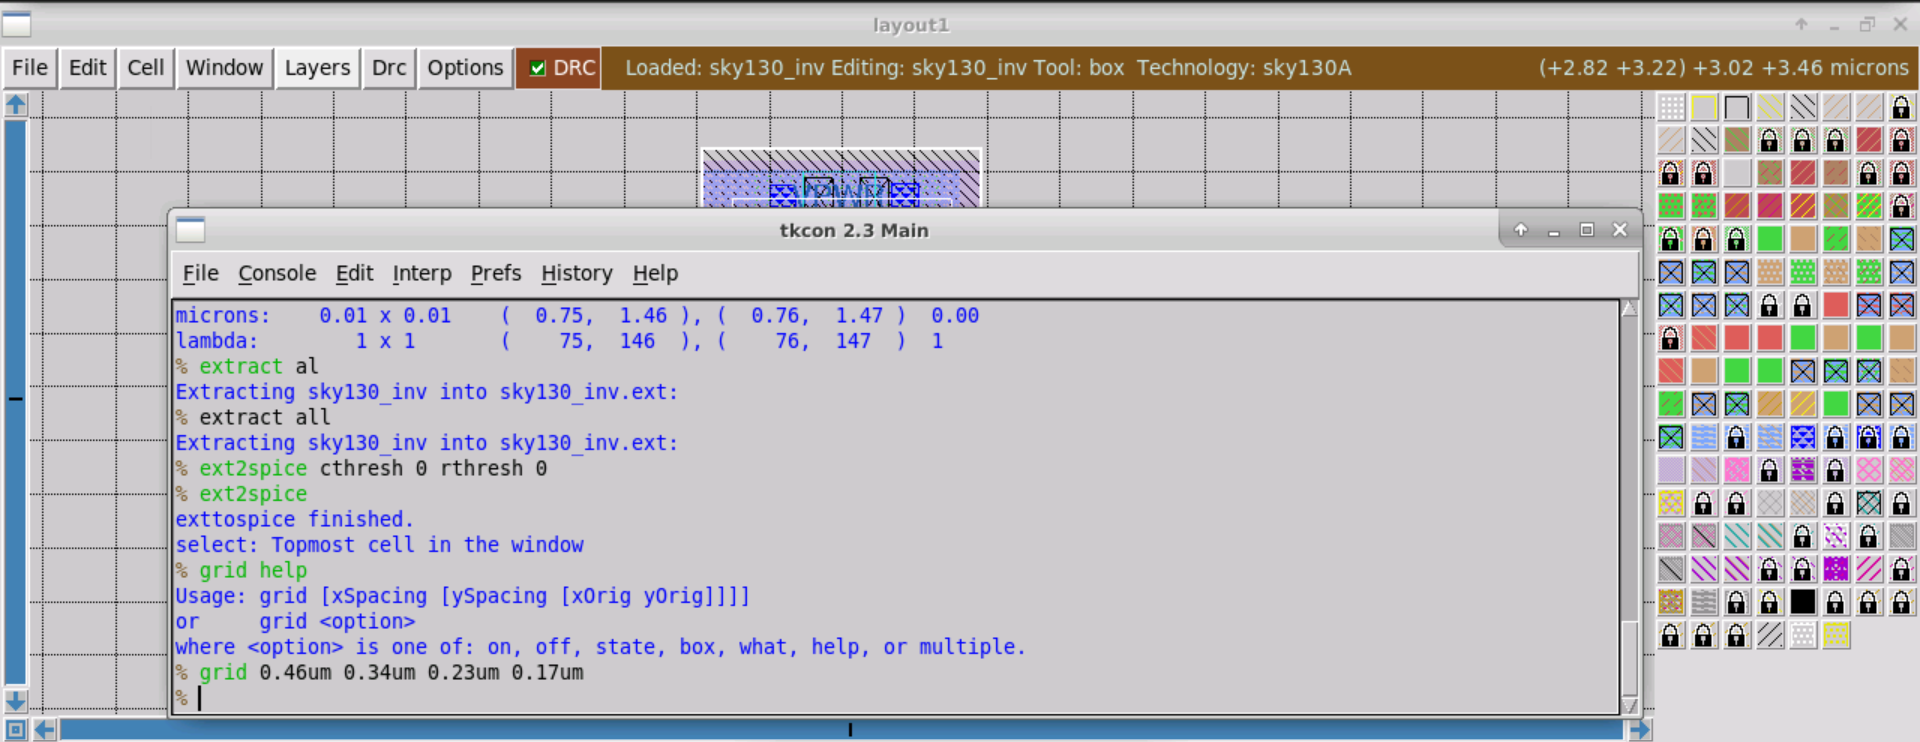 layout1
File Edit Cell Window Layers Drc Options DRC Loaded: sky130_inv Editing: sky130_inv Tool: box Technology: sky130A (+2.82 +3.22) +3.02 +3.46 microns
tkcon 2.3 Main
File Console Edit Interp Prefs History Help
microns: 0.01 x 0.01 ( 0.75, 1.46 ), ( 0.76, 1.47 ) 0.00
lambda: 1 x 1 ( 75, 146 ), ( 76, 147 ) 1
% extract al
Extracting sky130_inv into sky130_inv.ext:
% extract all
Extracting sky130_inv into sky130_inv.ext:
% ext2spice cthresh 0 rthresh 0
% ext2spice
exttospice finished.
select: Topmost cell in the window
% grid help
Usage: grid [xSpacing [ySpacing [xOrig yOrig]]]]
or grid <option>
where <option> is one of: on, off, state, box, what, help, or multiple.
% grid 0.46um 0.34um 0.23um 0.17um
%